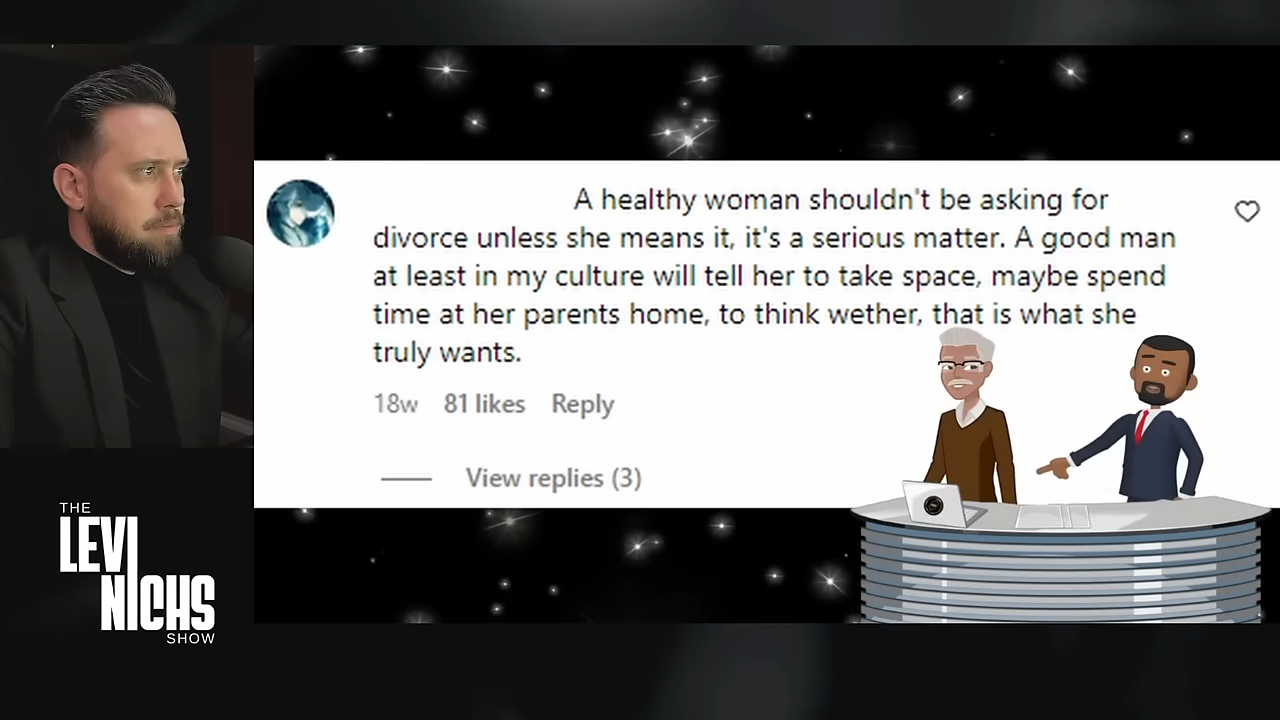 A healthy woman shouldn't be asking for
divorce unless she means it, it's a serious matter. A good man
at least in my culture will tell her to take space, maybe spend
time at her parents home, to think wether, that is what she
truly wants.
18w 81 likes Reply
View replies (3)
THE
LEVI
NICHS
SHOW